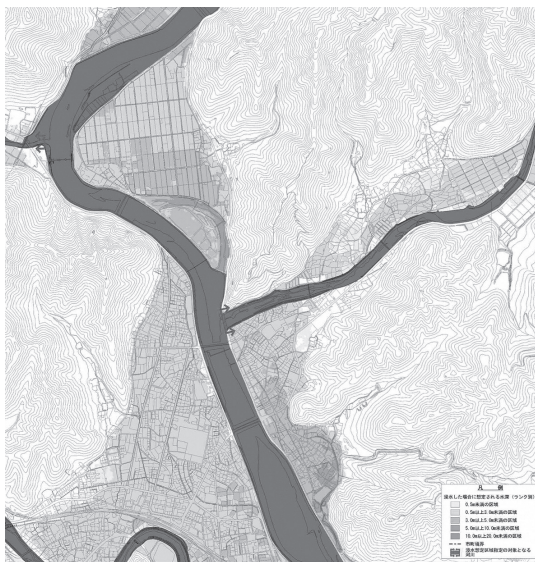 凡 例
浸水した場合に想定される水深(ランク別)
0.5m未満の区域
0.5m以上3.0m未満の区域
3.0m以上5.0m未満の区域
5.0m以上10.0m未満の区域
10.0m以上20.0m未満の区域
市町境界
浸水想定区域指定の対象となる
河川